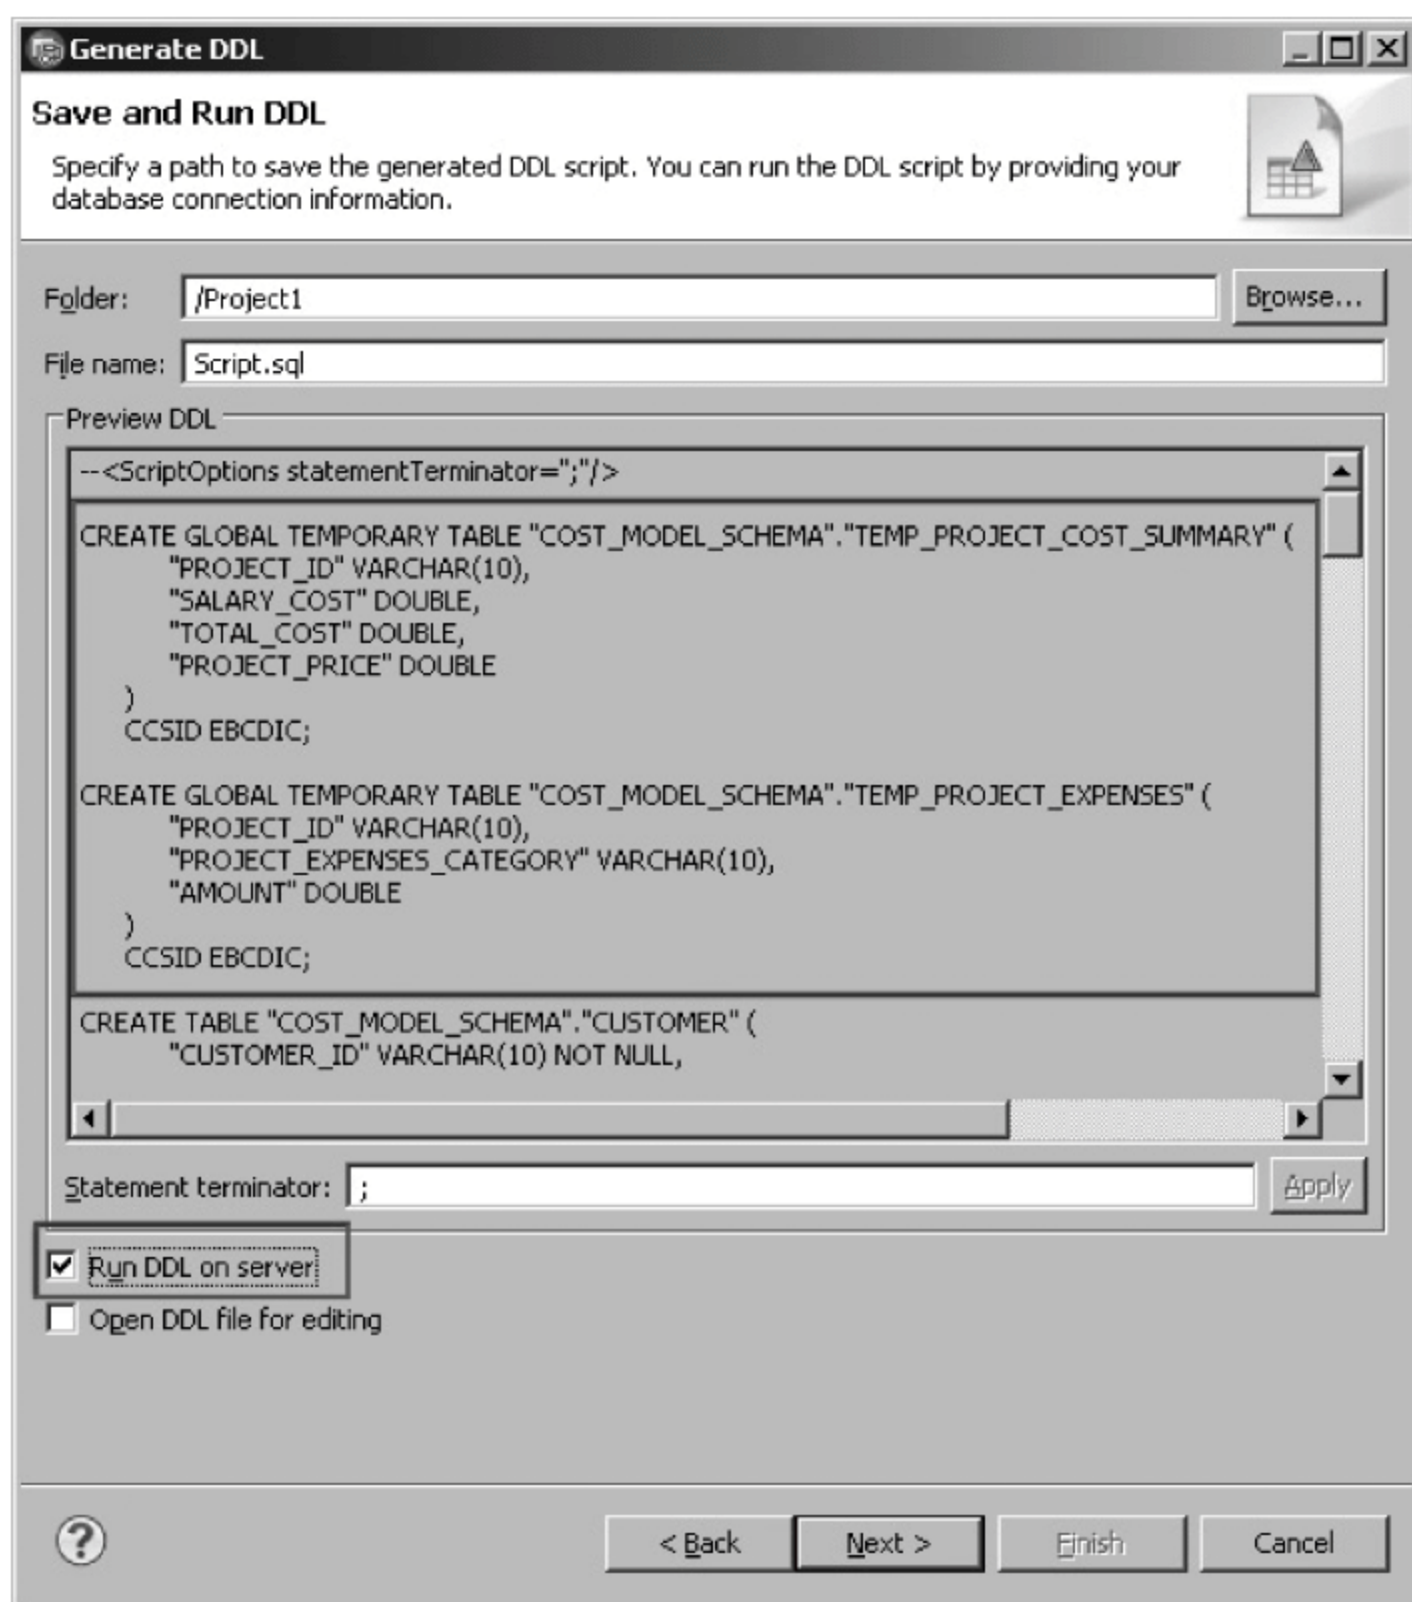 Generate DDL
Save and Run DDL
Specify a path to save the generated DDL script. You can run the DDL script by providing your
database connection information.
Folder: /Project1 Browse...
File name: Script.sql
Preview DDL
--<ScriptOptions statementTerminator=";"/>
CREATE GLOBAL TEMPORARY TABLE "COST_MODEL_SCHEMA"."TEMP_PROJECT_COST_SUMMARY" (
"PROJECT_ID" VARCHAR(10),
"SALARY_COST" DOUBLE,
"TOTAL_COST" DOUBLE,
"PROJECT_PRICE" DOUBLE
)
CCSID EBCDIC;
CREATE GLOBAL TEMPORARY TABLE "COST_MODEL_SCHEMA"."TEMP_PROJECT_EXPENSES" (
"PROJECT_ID" VARCHAR(10),
"PROJECT_EXPENSES_CATEGORY" VARCHAR(10),
"AMOUNT" DOUBLE
)
CCSID EBCDIC;
CREATE TABLE "COST_MODEL_SCHEMA"."CUSTOMER" (
"CUSTOMER_ID" VARCHAR(10) NOT NULL,
Statement terminator: ; Apply
Run DDL on server
Open DDL file for editing
? < Back Next > Finish Cancel